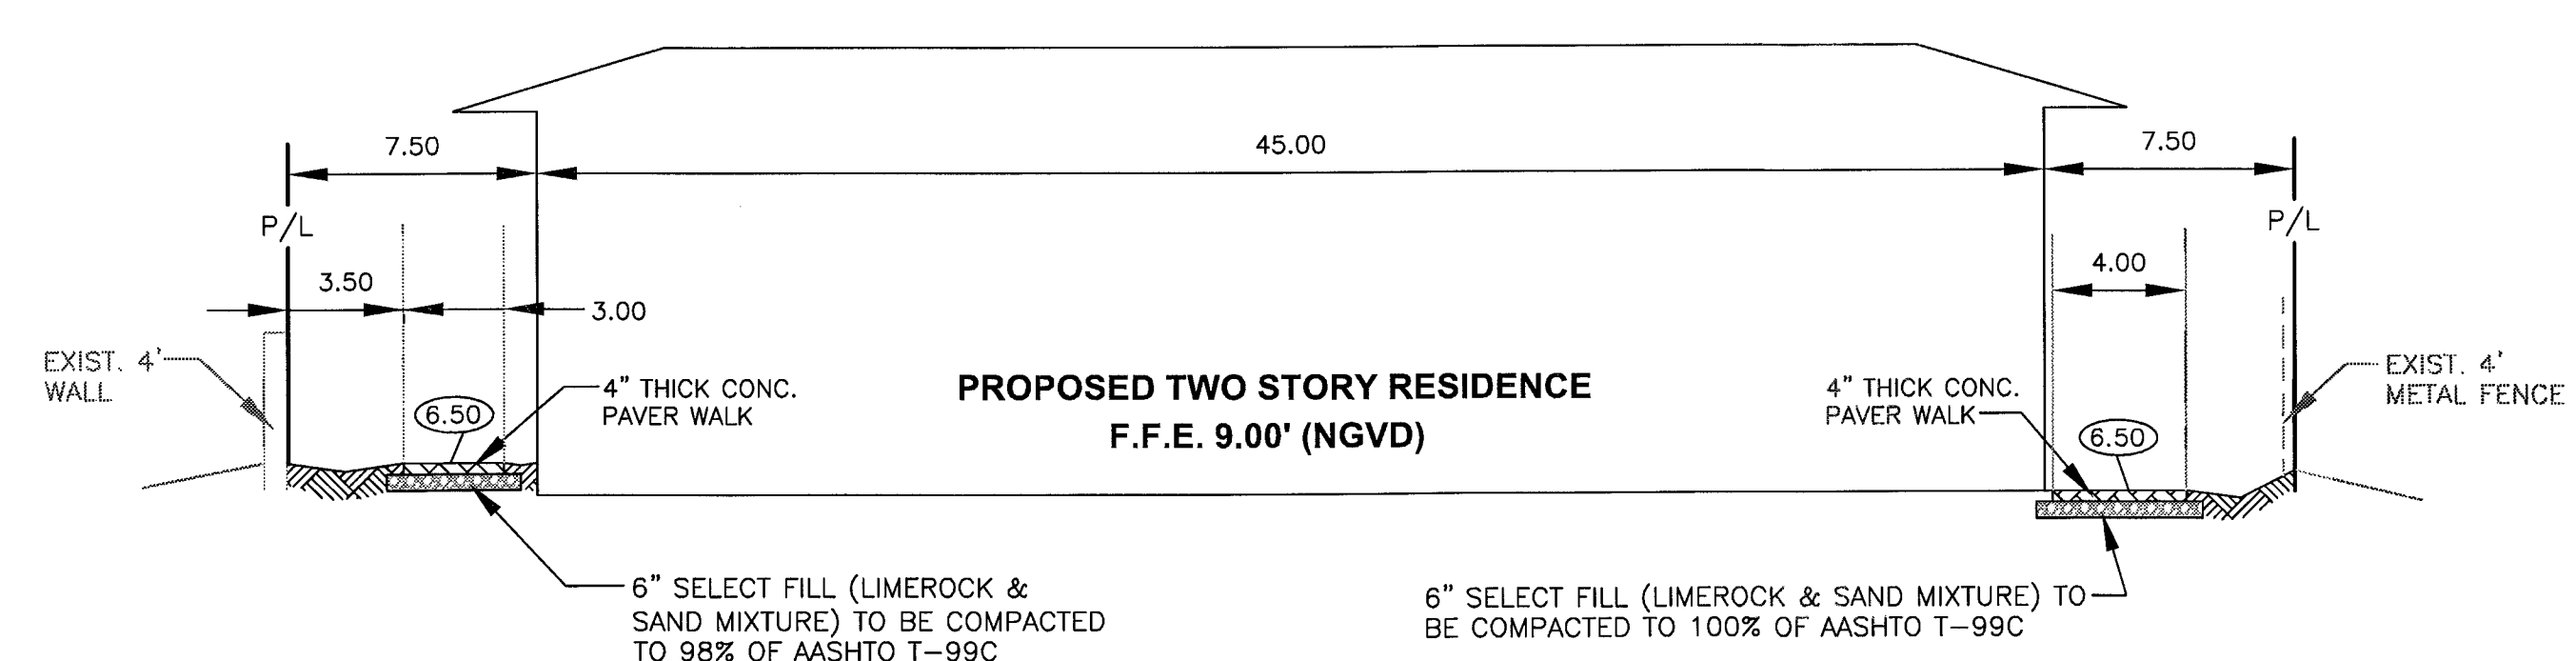 7.50
45.00
7.50
P/L
P/L
3.50
3.00
4.00
EXIST. 4'
WALL
4" THICK CONC.
PAVER WALK
6.50
PROPOSED TWO STORY RESIDENCE
F.F.E. 9.00' (NGVD)
4" THICK CONC.
PAVER WALK
6.50
EXIST. 4'
METAL FENCE
6" SELECT FILL (LIMEROCK &
SAND MIXTURE) TO BE COMPACTED
TO 98% OF AASHTO T-99C
6" SELECT FILL (LIMEROCK & SAND MIXTURE) TO
BE COMPACTED TO 100% OF AASHTO T-99C